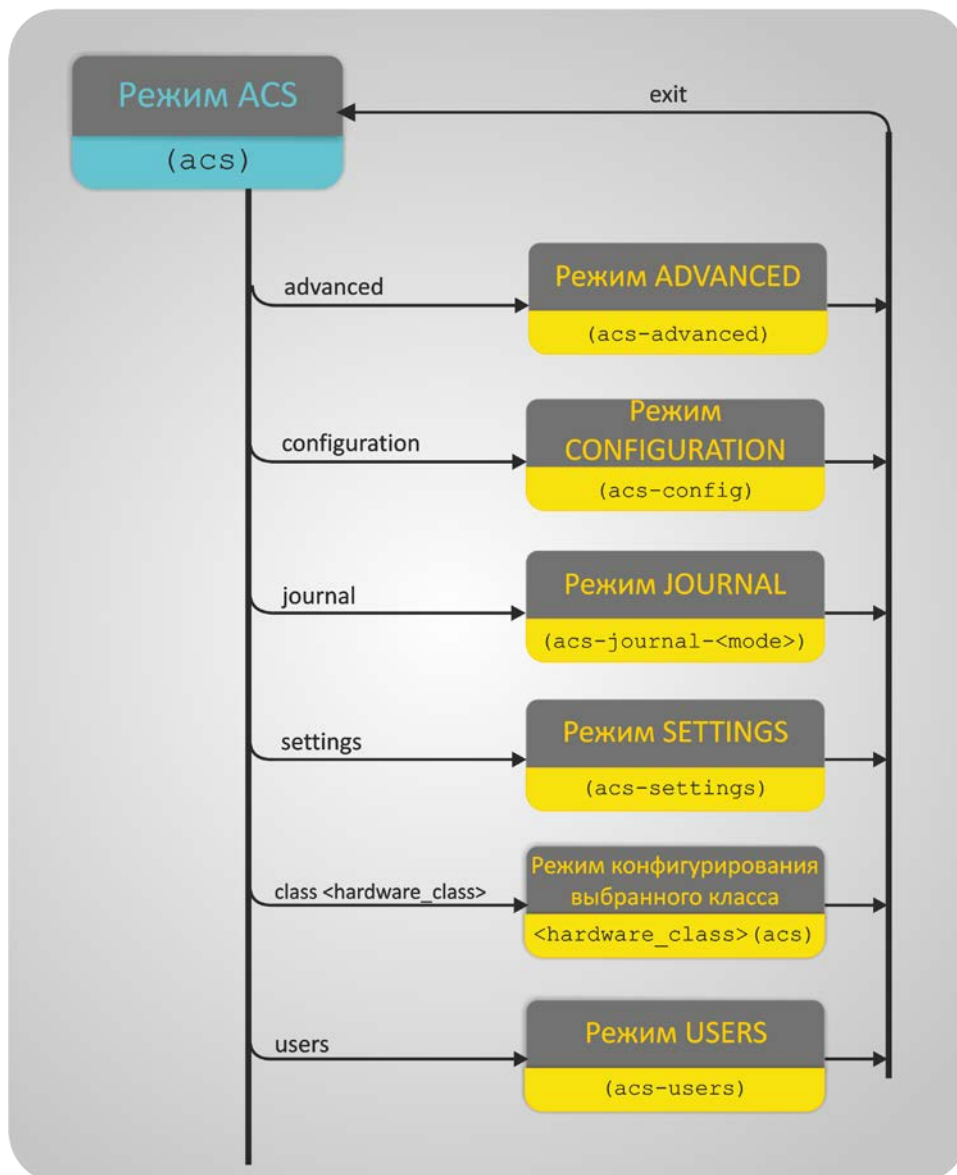 Режим ACS
(acs)
exit
advanced
Режим ADVANCED
(acs-advanced)
configuration
Режим
CONFIGURATION
(acs-config)
journal
Режим JOURNAL
(acs-journal-<mode>)
settings
Режим SETTINGS
(acs-settings)
class <hardware_class>
Режим конфигурирования
выбранного класса
<hardware_class>(acs)
users
Режим USERS
(acs-users)